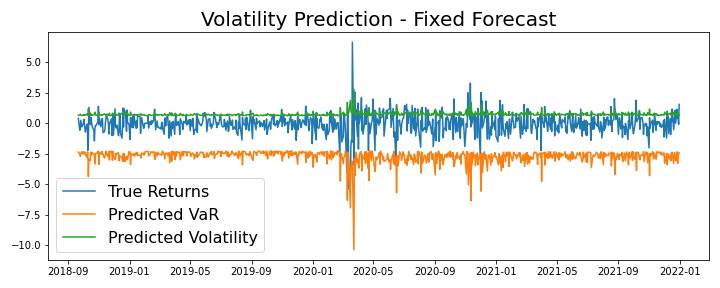 Volatility Prediction - Fixed Forecast
5.0
2.5
0.0
−2.5
−5.0
−7.5
−10.0
True Returns
Predicted VaR
Predicted Volatility
2018-09 2019-01 2019-05 2019-09 2020-01 2020-05 2020-09 2021-01 2021-05 2021-09 2022-01